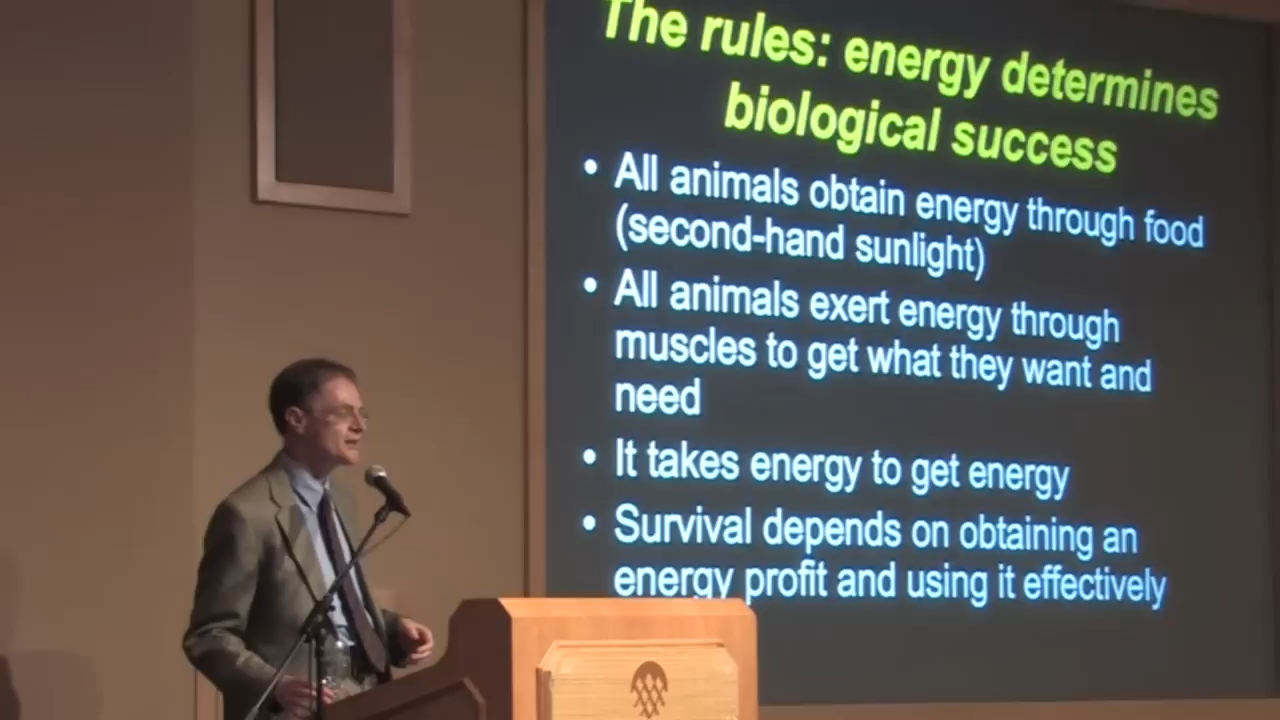 The rules: energy determines
biological success
• All animals obtain energy through food
(second-hand sunlight)
• All animals exert energy through
muscles to get what they want and
need
• It takes energy to get energy
• Survival depends on obtaining an
energy profit and using it effectively